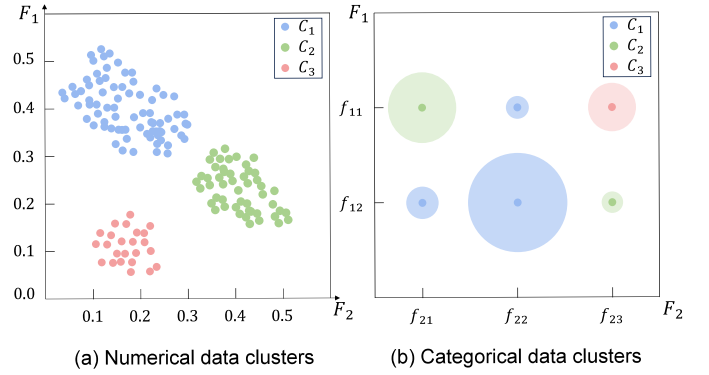 F₁
C₁
C₂
C₃
0.5
0.4
0.3
0.2
0.1
0.0
0.1 0.2 0.3 0.4 0.5
F₂
(a) Numerical data clusters
F₁
C₁
C₂
C₃
f₁₁
f₁₂
f₂₁ f₂₂ f₂₃
F₂
(b) Categorical data clusters